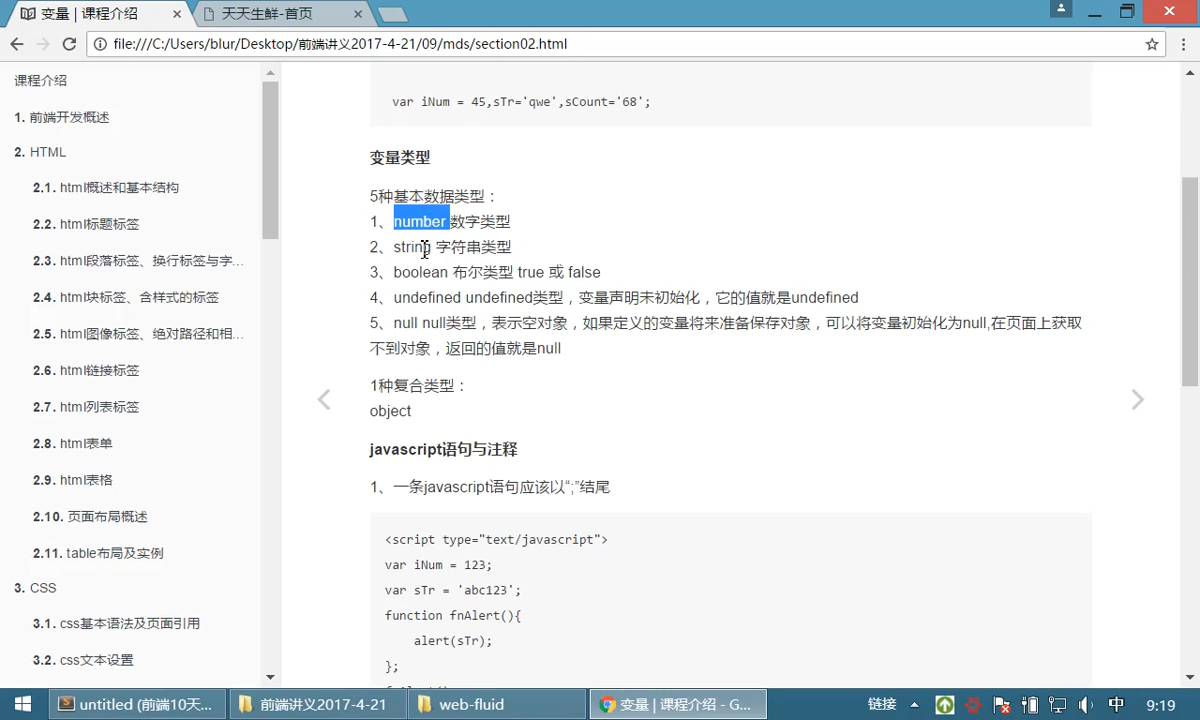 变量 | 课程介绍
天天生鲜-首页
file:///C:/Users/blur/Desktop/前端讲义2017-4-21/09/mds/section02.html
课程介绍
1. 前端开发概述
2. HTML
2.1. html概述和基本结构
2.2. html标题标签
2.3. html段落标签、换行标签与字...
2.4. html块标签、含样式的标签
2.5. html图像标签、绝对路径和相...
2.6. html链接标签
2.7. html列表标签
2.8. html表单
2.9. html表格
2.10. 页面布局概述
2.11. table布局及实例
3. CSS
3.1. css基本语法及页面引用
3.2. css文本设置
var iNum = 45,sTr='qwe',sCount='68';
变量类型
5种基本数据类型：
1、number 数字类型
2、string 字符串类型
3、boolean 布尔类型 true 或 false
4、undefined undefined类型，变量声明未初始化，它的值就是undefined
5、null null类型，表示空对象，如果定义的变量将来准备保存对象，可以将变量初始化为null,在页面上获取
不到对象，返回的值就是null
1种复合类型：
object
javascript语句与注释
1、一条javascript语句应该以“;”结尾
<script type="text/javascript">
var iNum = 123;
var sTr = 'abc123';
function fnAlert(){
alert(sTr);
};
untitled (前端10天...
前端讲义2017-4-21
web-fluid
变量 | 课程介绍 - G...
链接
中
9:19